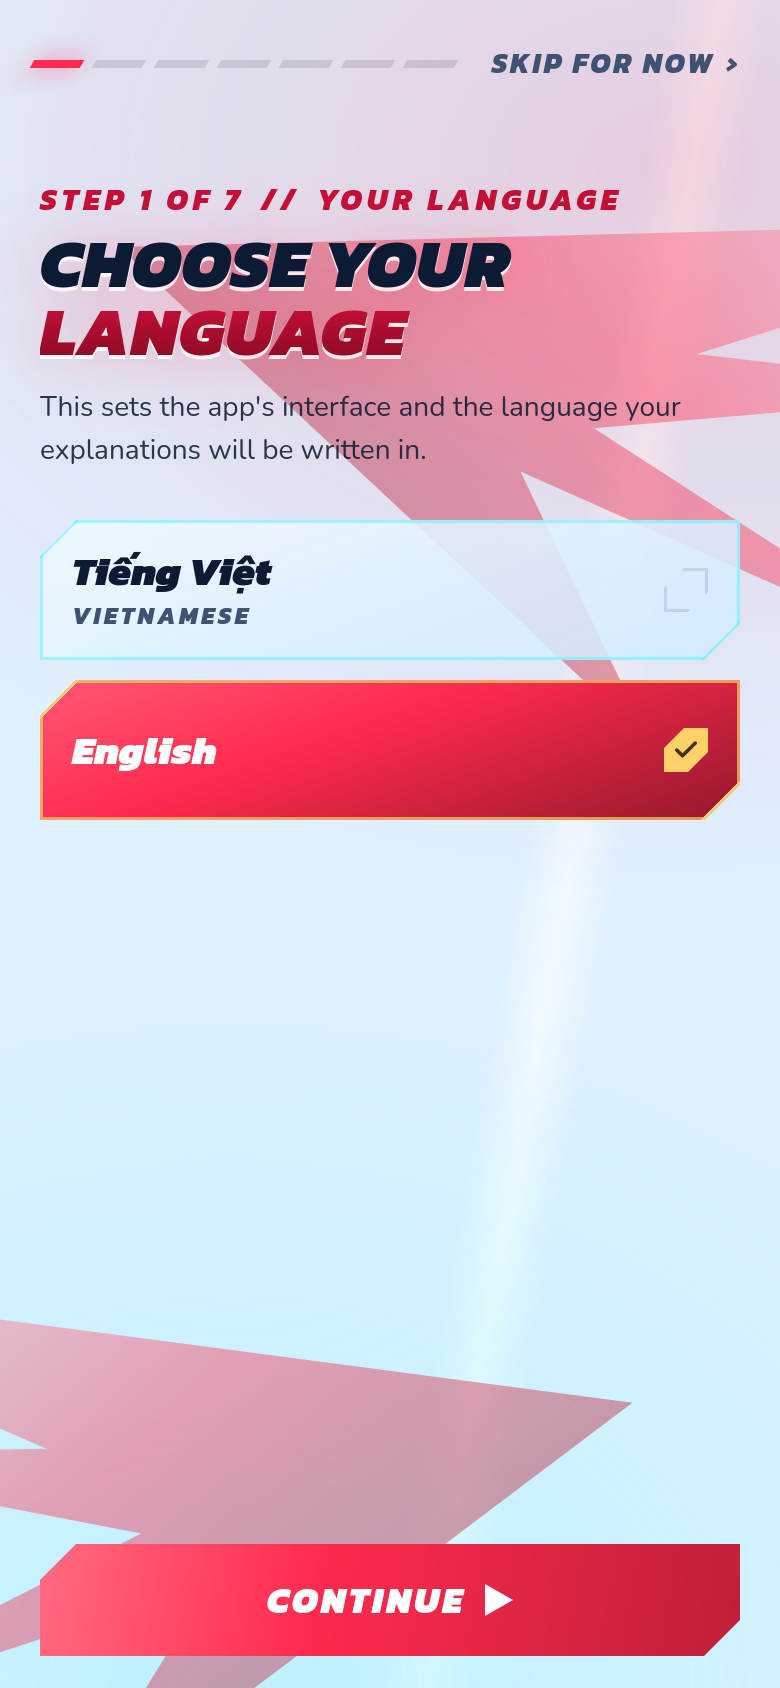 SKIP FOR NOW >
STEP 1 OF 7 // YOUR LANGUAGE
CHOOSE YOUR
LANGUAGE
This sets the app's interface and the language your
explanations will be written in.
Tiếng Việt
VIETNAMESE
English
CONTINUE